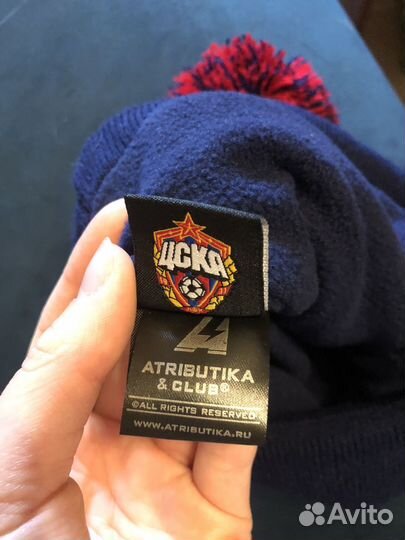 ЦСКА
ATRIBUTIKA
& CLUB®
©ALL RIGHTS RESERVED
WWW.ATRIBUTIKA.RU
Avito